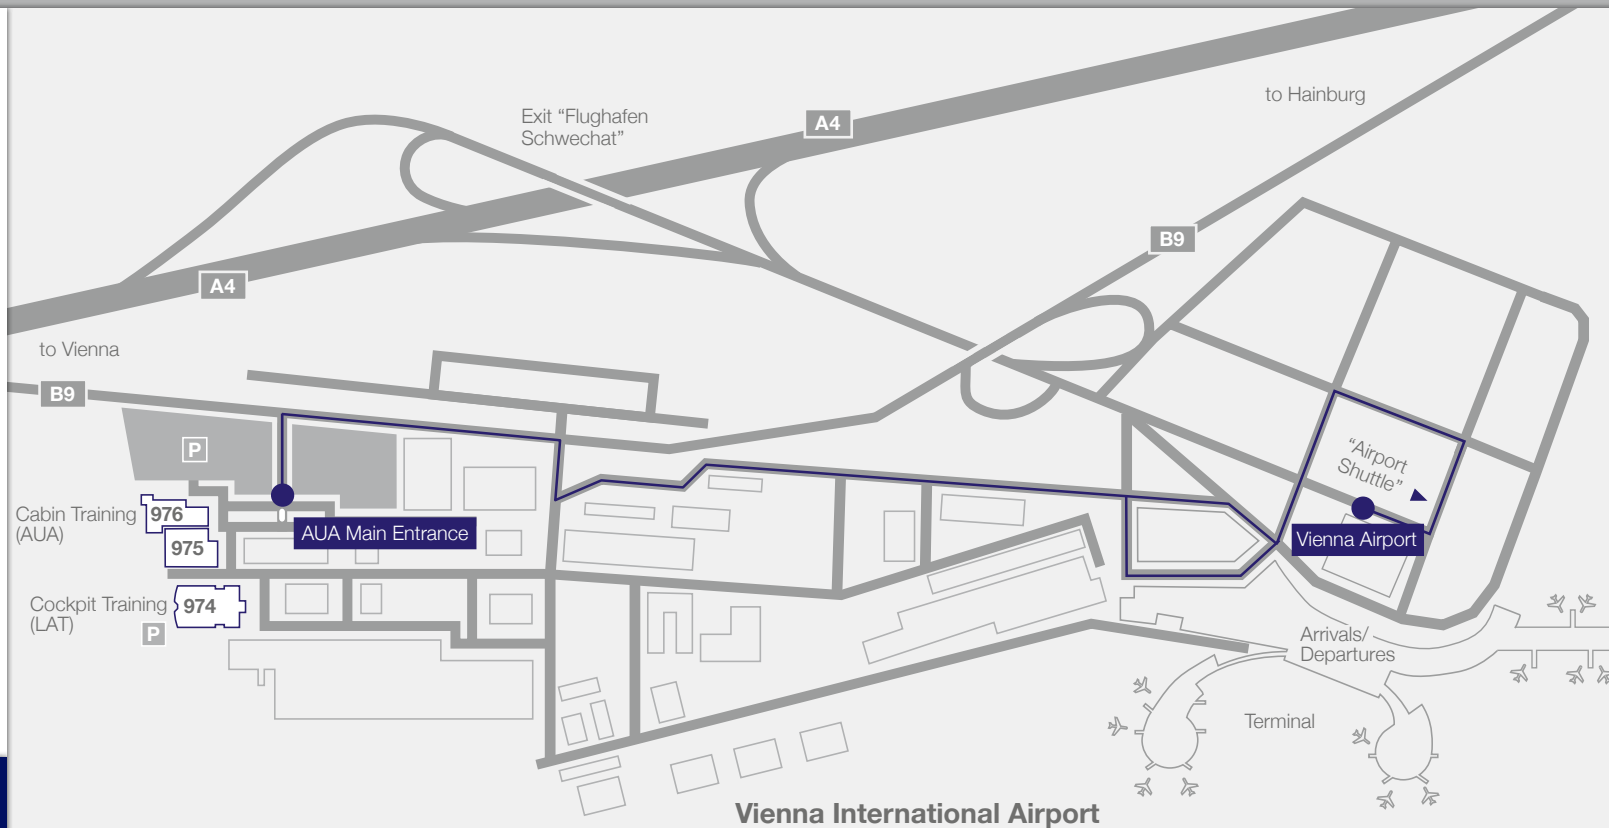 to Hainburg
Exit “Flughafen
Schwechat”
A4
B9
A4
to Vienna
B9
P
“Airport
Shuttle”
976
Cabin Training
(AUA)
975
AUA Main Entrance
Vienna Airport
974
Cockpit Training
(LAT)
P
Arrivals/
Departures
Terminal
Vienna International Airport